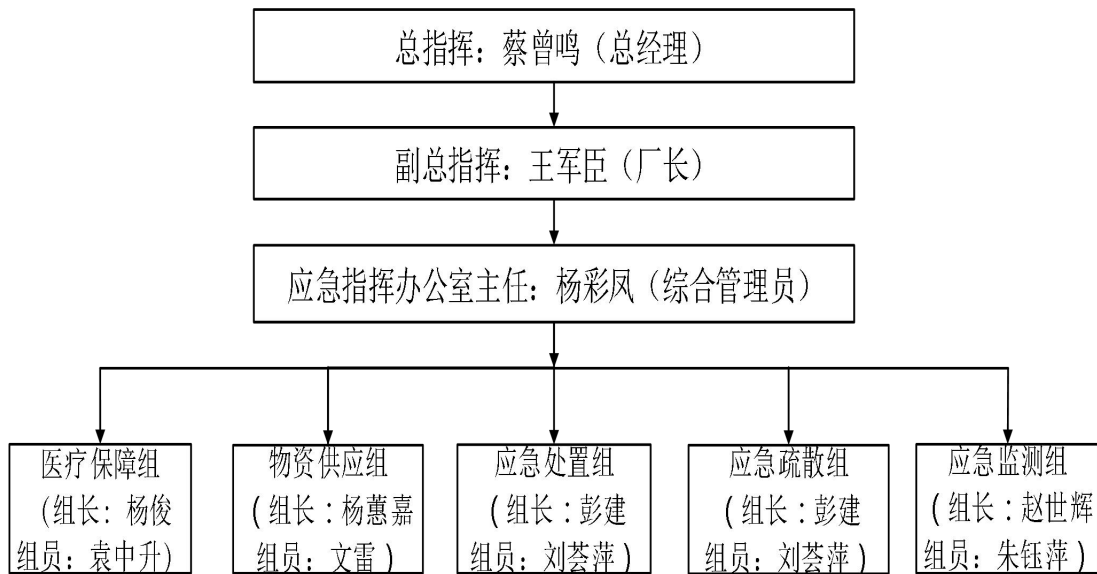 总指挥：蔡曾鸣（总经理）
副总指挥：王军臣（厂长）
应急指挥办公室主任：杨彩凤（综合管理员）
医疗保障组
（组长：杨俊
组员：袁中升）
物资供应组
（组长：杨蕙嘉
组员：文雷）
应急处置组
（组长：彭建
组员：刘荟萍）
应急疏散组
（组长：彭建
组员：刘荟萍）
应急监测组
（组长：赵世辉
组员：朱钰萍）